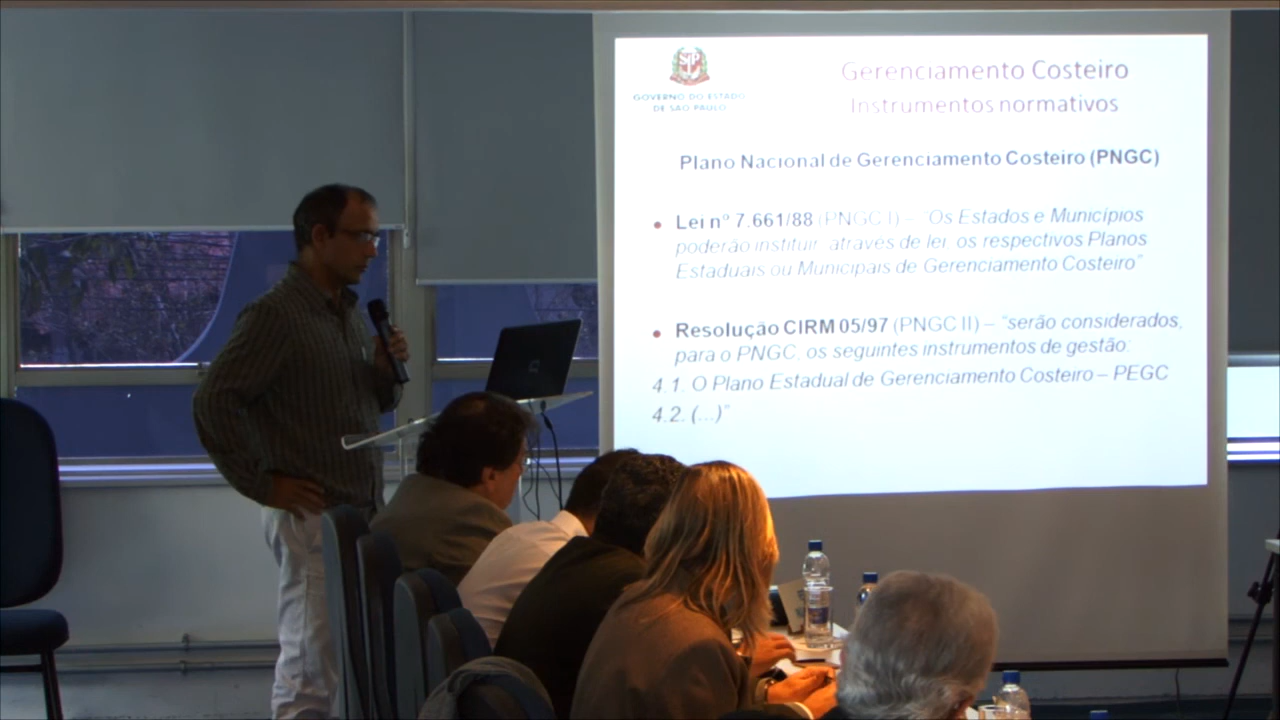 SP
GOVERNO DO ESTADO
DE SÃO PAULO
Gerenciamento Costeiro
Instrumentos normativos
Plano Nacional de Gerenciamento Costeiro (PNGC)
• Lei nº 7.661/88 (PNGC I) – “Os Estados e Municípios
poderão instituir, através de lei, os respectivos Planos
Estaduais ou Municipais de Gerenciamento Costeiro”
• Resolução CIRM 05/97 (PNGC II) – “serão considerados,
para o PNGC, os seguintes instrumentos de gestão:
4.1. O Plano Estadual de Gerenciamento Costeiro – PEGC
4.2. (...)”